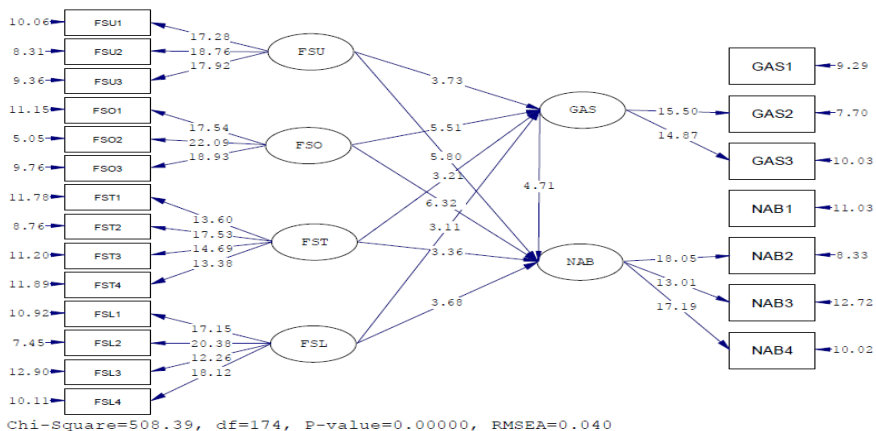 10.06 FSU1
8.31 FSU2
9.36 FSU3
11.15 FSO1
5.05 FSO2
9.76 FSO3
11.78 FST1
8.76 FST2
11.20 FST3
11.89 FST4
10.92 FSL1
7.45 FSL2
12.90 FSL3
10.11 FSL4
17.28
18.76
17.92
17.54
22.09
18.93
13.60
17.53
14.69
13.38
17.15
20.38
12.26
18.12
FSU
FSO
FST
FSL
3.73
5.51
5.80
3.21
6.32
3.11
3.36
3.68
4.71
GAS
NAB
15.50
14.87
18.05
13.01
17.19
GAS1 9.29
GAS2 7.70
GAS3 10.03
NAB1 11.03
NAB2 8.33
NAB3 12.72
NAB4 10.02
Chi-Square=508.39, df=174, P-value=0.00000, RMSEA=0.040